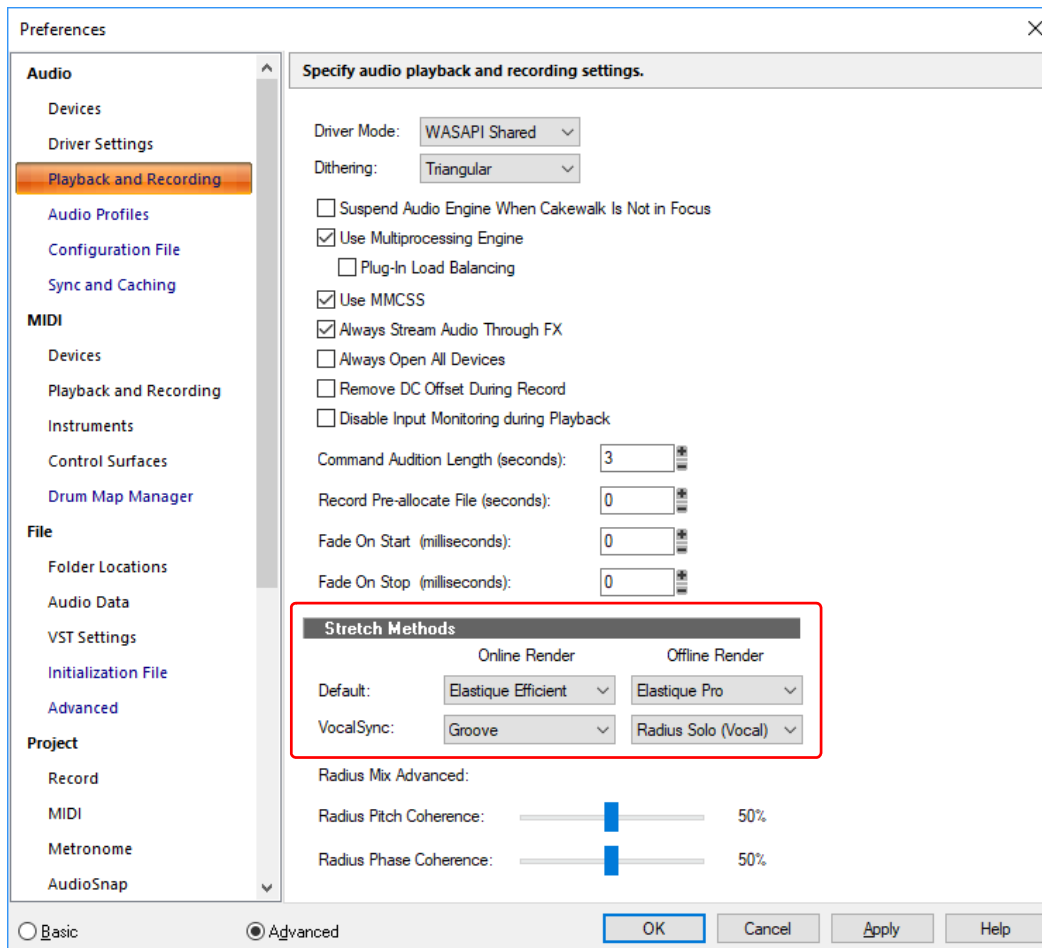 Preferences
Audio
Devices
Driver Settings
Playback and Recording
Audio Profiles
Configuration File
Sync and Caching
MIDI
Devices
Playback and Recording
Instruments
Control Surfaces
Drum Map Manager
File
Folder Locations
Audio Data
VST Settings
Initialization File
Advanced
Project
Record
MIDI
Metronome
AudioSnap
Specify audio playback and recording settings.
Driver Mode: WASAPI Shared
Dithering: Triangular
Suspend Audio Engine When Cakewalk Is Not in Focus
Use Multiprocessing Engine
Plug-In Load Balancing
Use MMCSS
Always Stream Audio Through FX
Always Open All Devices
Remove DC Offset During Record
Disable Input Monitoring during Playback
Command Audition Length (seconds): 3
Record Pre-allocate File (seconds): 0
Fade On Start (milliseconds): 0
Fade On Stop (milliseconds): 0
Stretch Methods
Online Render Offline Render
Default: Elastique Efficient Elastique Pro
VocalSync: Groove Radius Solo (Vocal)
Radius Mix Advanced:
Radius Pitch Coherence: 50%
Radius Phase Coherence: 50%
Basic Advanced OK Cancel Apply Help